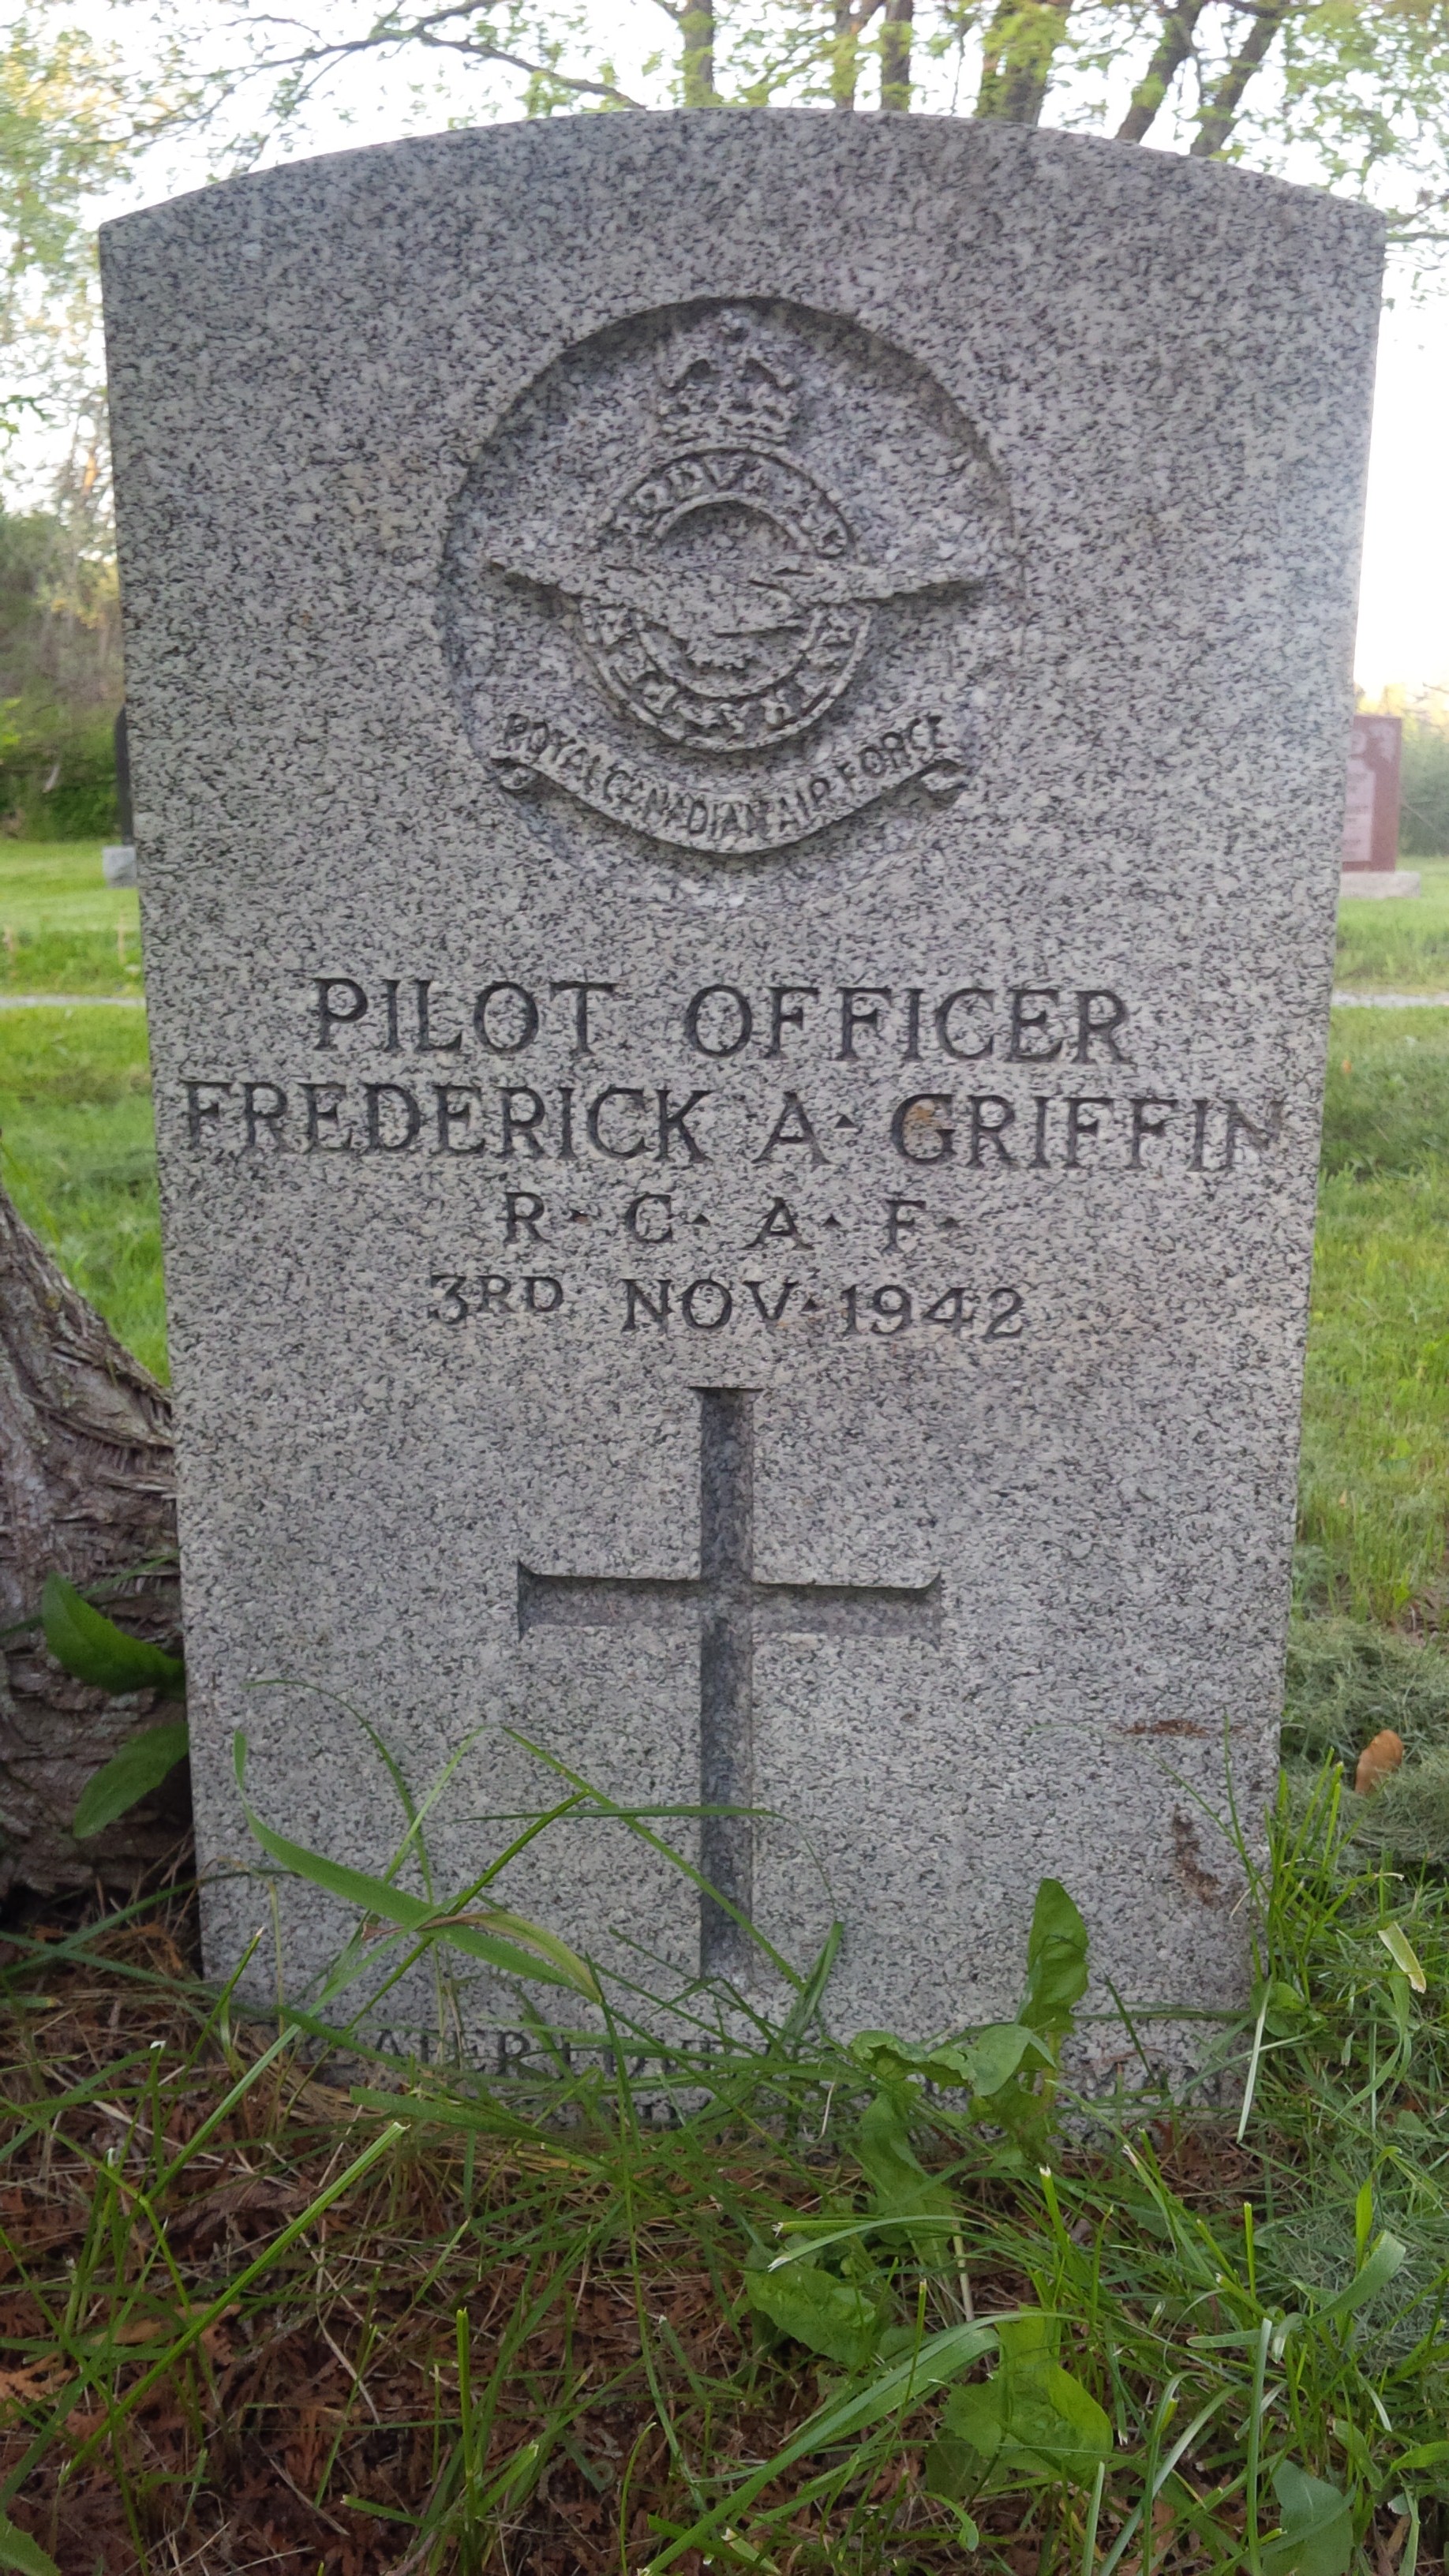 ROYAL CANADIAN AIR FORCE
PILOT OFFICER
FREDERICK A· GRIFFIN
R· C· A· F·
3RD NOV· 1942